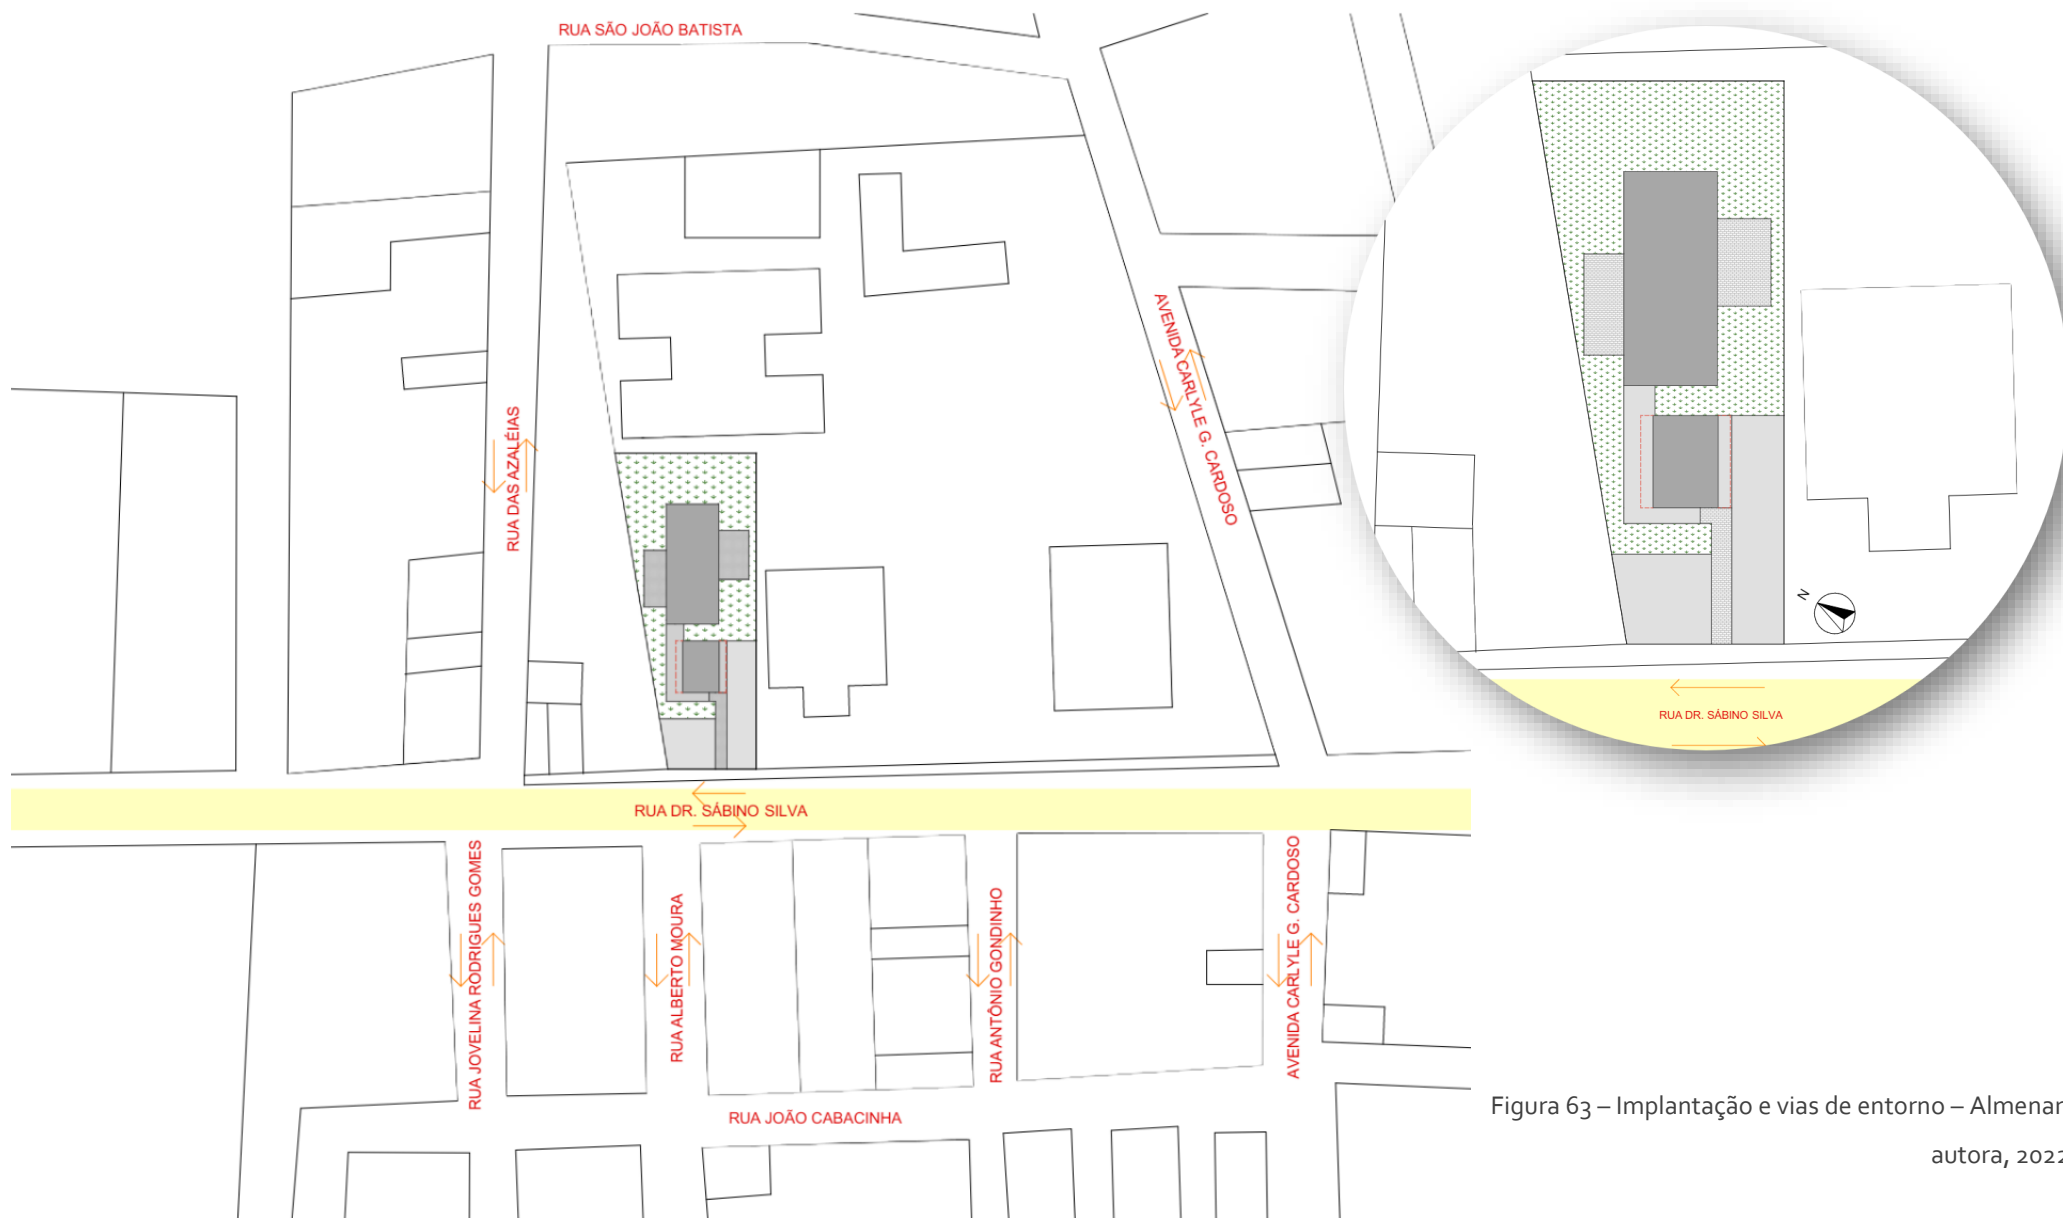 RUA SÃO JOÃO BATISTA
RUA DAS AZALÉIAS
AVENIDA CARLYLE G. CARDOSO
N
RUA DR. SÁBINO SILVA
RUA DR. SÁBINO SILVA
RUA JOVELINA RODRIGUES GOMES
RUA ALBERTO MOURA
RUA ANTÔNIO GONDINHO
AVENIDA CARLYLE G. CARDOSO
RUA JOÃO CABACINHA
Figura 63 – Implantação e vias de entorno – Almenar
autora, 2022